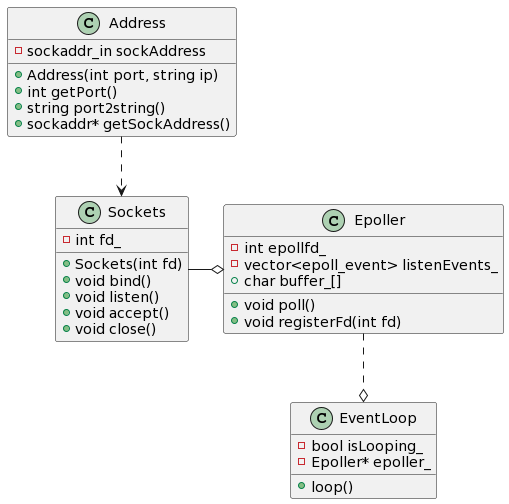 C Address
sockaddr_in sockAddress
Address(int port, string ip)
int getPort()
string port2string()
sockaddr* getSockAddress()
C Sockets
int fd_
Sockets(int fd)
void bind()
void listen()
void accept()
void close()
C Epoller
int epollfd_
vector<epoll_event> listenEvents_
char buffer_[]
void poll()
void registerFd(int fd)
C EventLoop
bool isLooping_
Epoller* epoller_
loop()